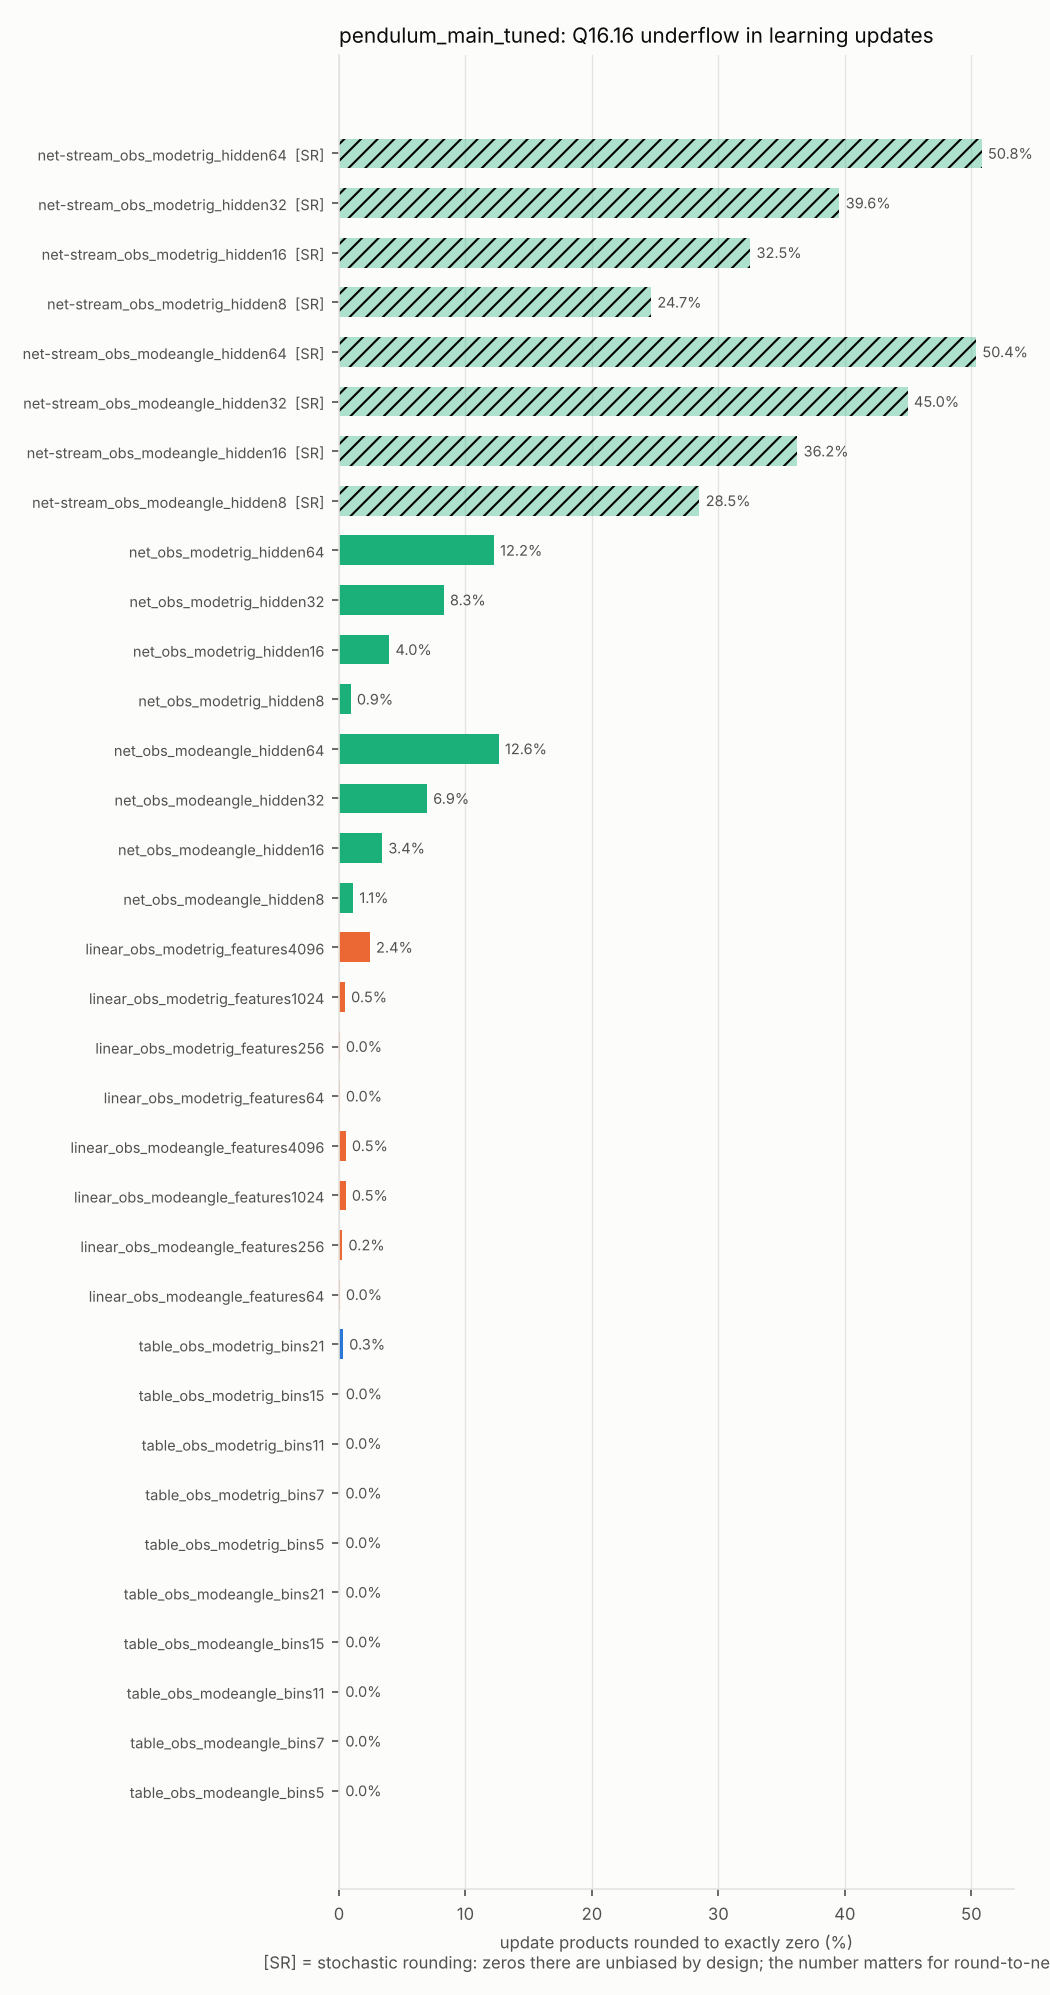 pendulum_main_tuned: Q16.16 underflow in learning updates
net-stream_obs_modetrig_hidden64 [SR] 50.8%
net-stream_obs_modetrig_hidden32 [SR] 39.6%
net-stream_obs_modetrig_hidden16 [SR] 32.5%
net-stream_obs_modetrig_hidden8 [SR] 24.7%
net-stream_obs_modeangle_hidden64 [SR] 50.4%
net-stream_obs_modeangle_hidden32 [SR] 45.0%
net-stream_obs_modeangle_hidden16 [SR] 36.2%
net-stream_obs_modeangle_hidden8 [SR] 28.5%
net_obs_modetrig_hidden64 12.2%
net_obs_modetrig_hidden32 8.3%
net_obs_modetrig_hidden16 4.0%
net_obs_modetrig_hidden8 0.9%
net_obs_modeangle_hidden64 12.6%
net_obs_modeangle_hidden32 6.9%
net_obs_modeangle_hidden16 3.4%
net_obs_modeangle_hidden8 1.1%
linear_obs_modetrig_features4096 2.4%
linear_obs_modetrig_features1024 0.5%
linear_obs_modetrig_features256 0.0%
linear_obs_modetrig_features64 0.0%
linear_obs_modeangle_features4096 0.5%
linear_obs_modeangle_features1024 0.5%
linear_obs_modeangle_features256 0.2%
linear_obs_modeangle_features64 0.0%
table_obs_modetrig_bins21 0.3%
table_obs_modetrig_bins15 0.0%
table_obs_modetrig_bins11 0.0%
table_obs_modetrig_bins7 0.0%
table_obs_modetrig_bins5 0.0%
table_obs_modeangle_bins21 0.0%
table_obs_modeangle_bins15 0.0%
table_obs_modeangle_bins11 0.0%
table_obs_modeangle_bins7 0.0%
table_obs_modeangle_bins5 0.0%
0 10 20 30 40 50
update products rounded to exactly zero (%)
[SR] = stochastic rounding: zeros there are unbiased by design; the number matters for round-to-ne